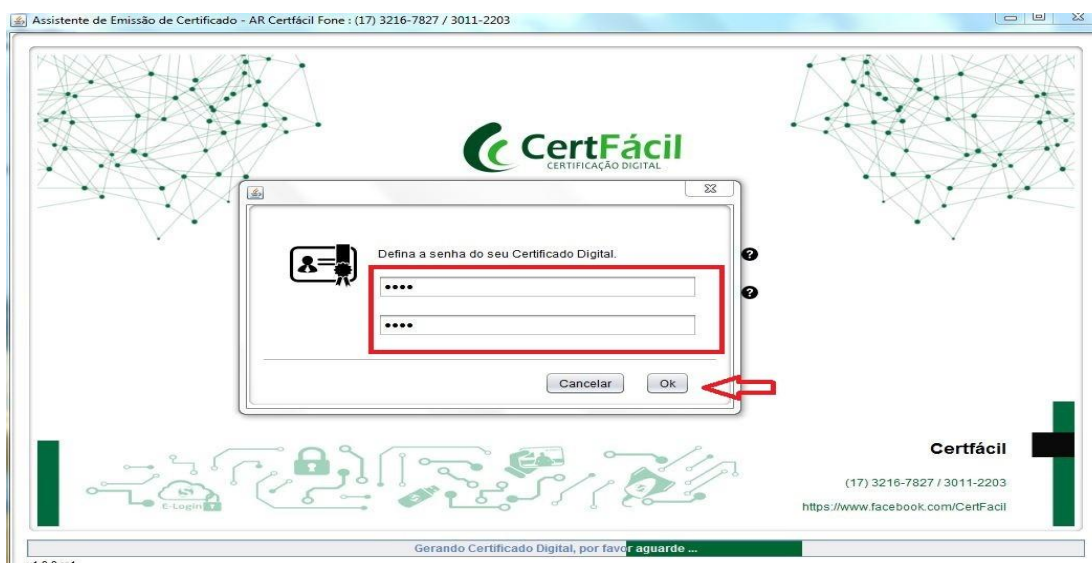 Assistente de Emissão de Certificado - AR Certfácil Fone : (17) 3216-7827 / 3011-2203
CertFácil
CERTIFICAÇÃO DIGITAL
Defina a senha do seu Certificado Digital.
Cancelar
Ok
Certfácil
(17) 3216-7827 / 3011-2203
E-Login
https://www.facebook.com/CertFacil
Gerando Certificado Digital, por favor aguarde ...